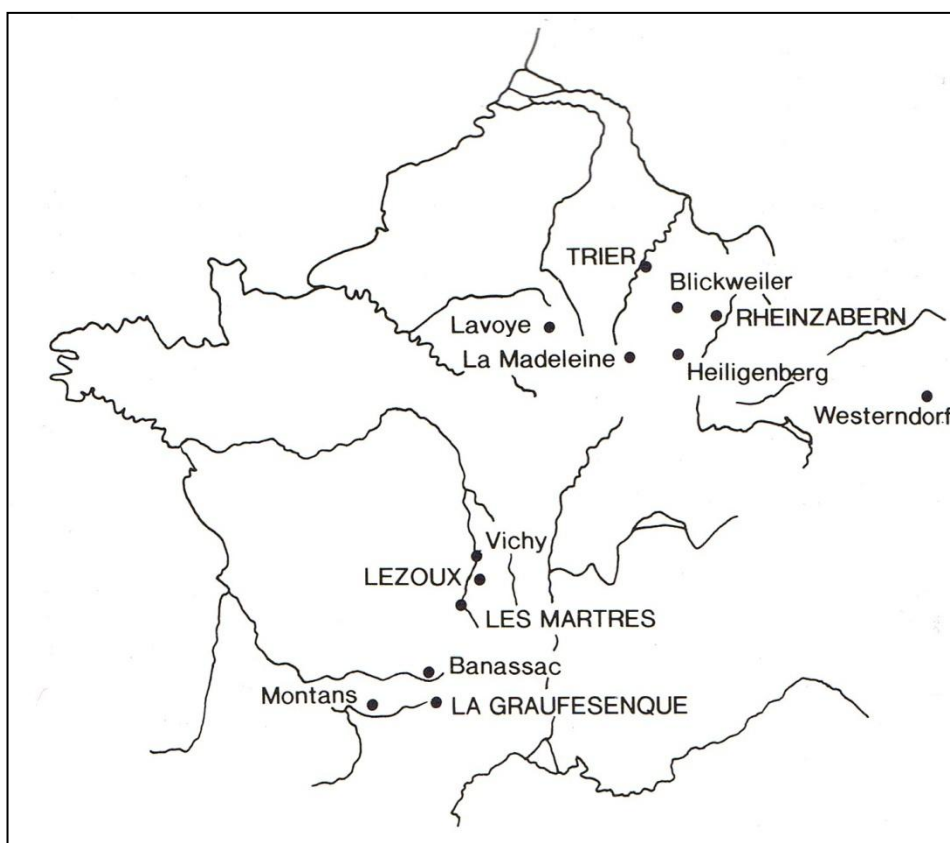 TRIER
Blickweiler
Lavoye
RHEINZABERN
La Madeleine
Heiligenberg
Westerndorf
Vichy
LEZOUX
LES MARTRES
Banassac
Montans
LA GRAUFESENQUE